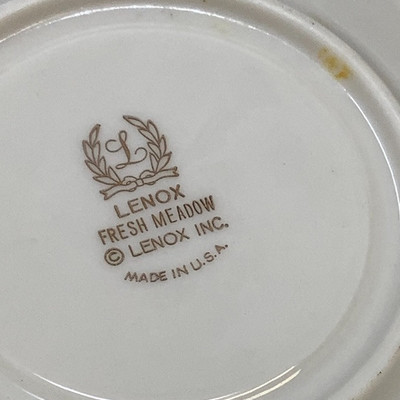 L
LENOX
FRESH MEADOW
© LENOX INC.
MADE IN U.S.A.